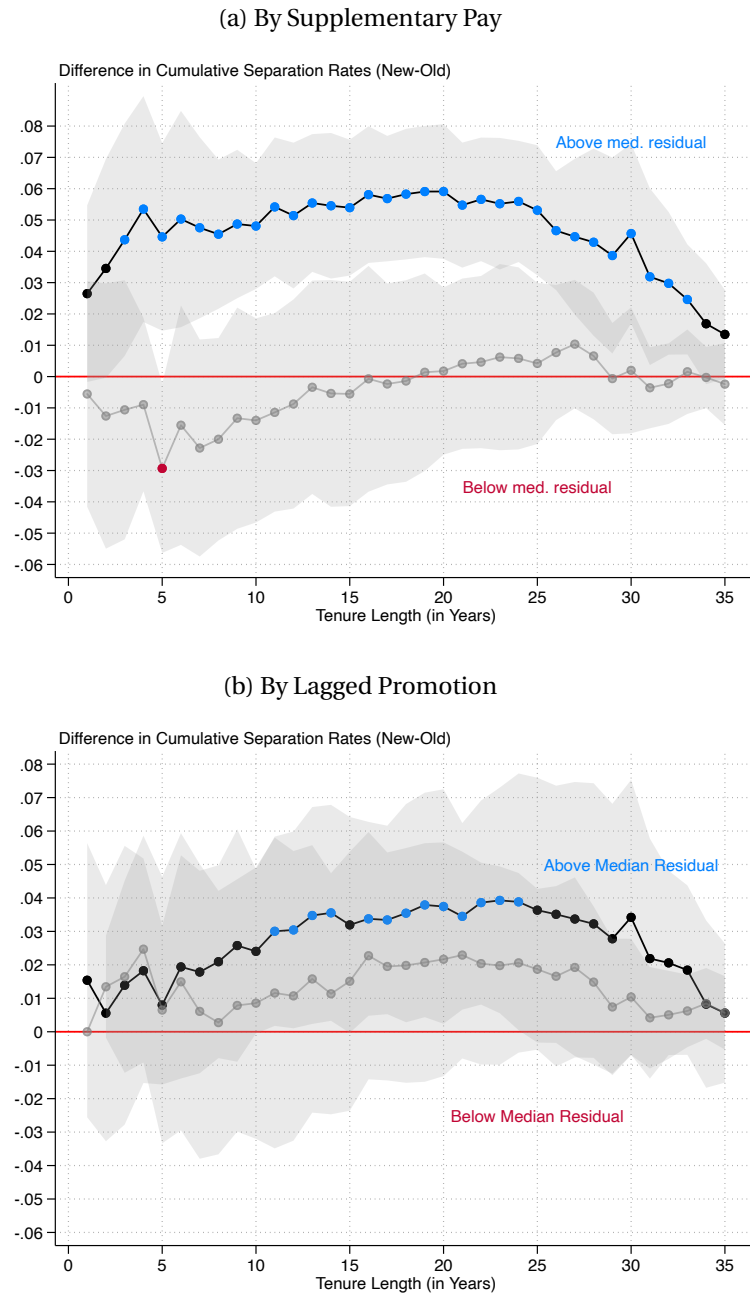 (a) By Supplementary Pay
Difference in Cumulative Separation Rates (New-Old)
.08
.07
Above med. residual
.06
.05
.04
.03
.02
.01
0
-.01
-.02
-.03
Below med. residual
-.04
-.05
-.06
0 5 10 15 20 25 30 35
Tenure Length (in Years)
(b) By Lagged Promotion
Difference in Cumulative Separation Rates (New-Old)
.08
.07
.06
.05
Above Median Residual
.04
.03
.02
.01
0
-.01
-.02
Below Median Residual
-.03
-.04
-.05
-.06
0 5 10 15 20 25 30 35
Tenure Length (in Years)